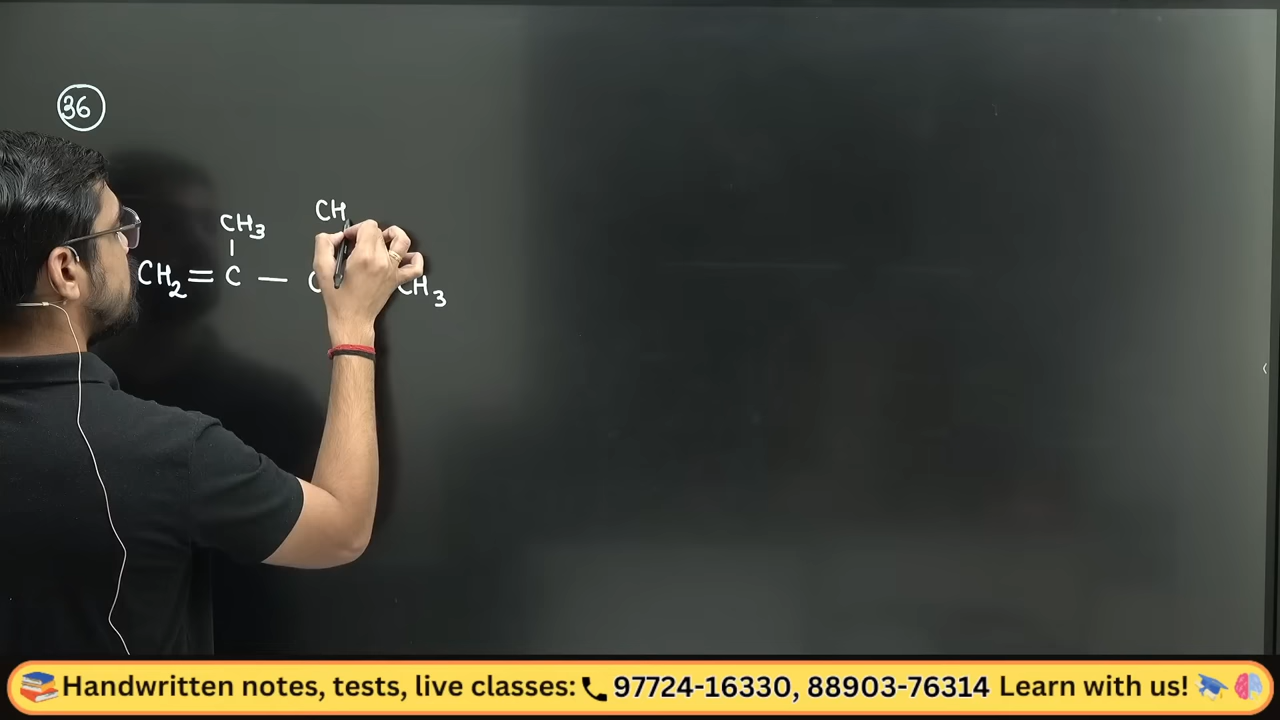 36
CH
CH3
CH2=C — C CH3
Handwritten notes, tests, live classes: 97724-16330, 88903-76314 Learn with us!